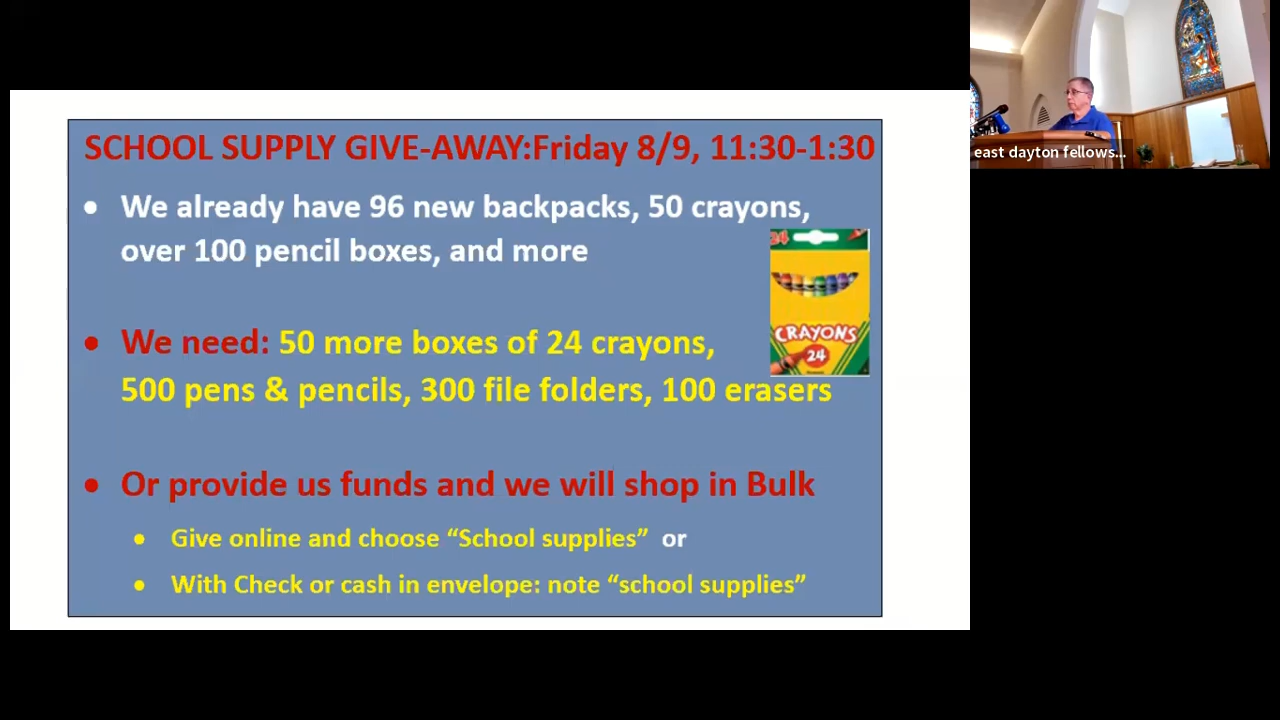 SCHOOL SUPPLY GIVE-AWAY:Friday 8/9, 11:30-1:30
• We already have 96 new backpacks, 50 crayons,
over 100 pencil boxes, and more
24
CRAYONS
24
• We need: 50 more boxes of 24 crayons,
500 pens & pencils, 300 file folders, 100 erasers
• Or provide us funds and we will shop in Bulk
• Give online and choose “School supplies” or
• With Check or cash in envelope: note “school supplies”
east dayton fellows...